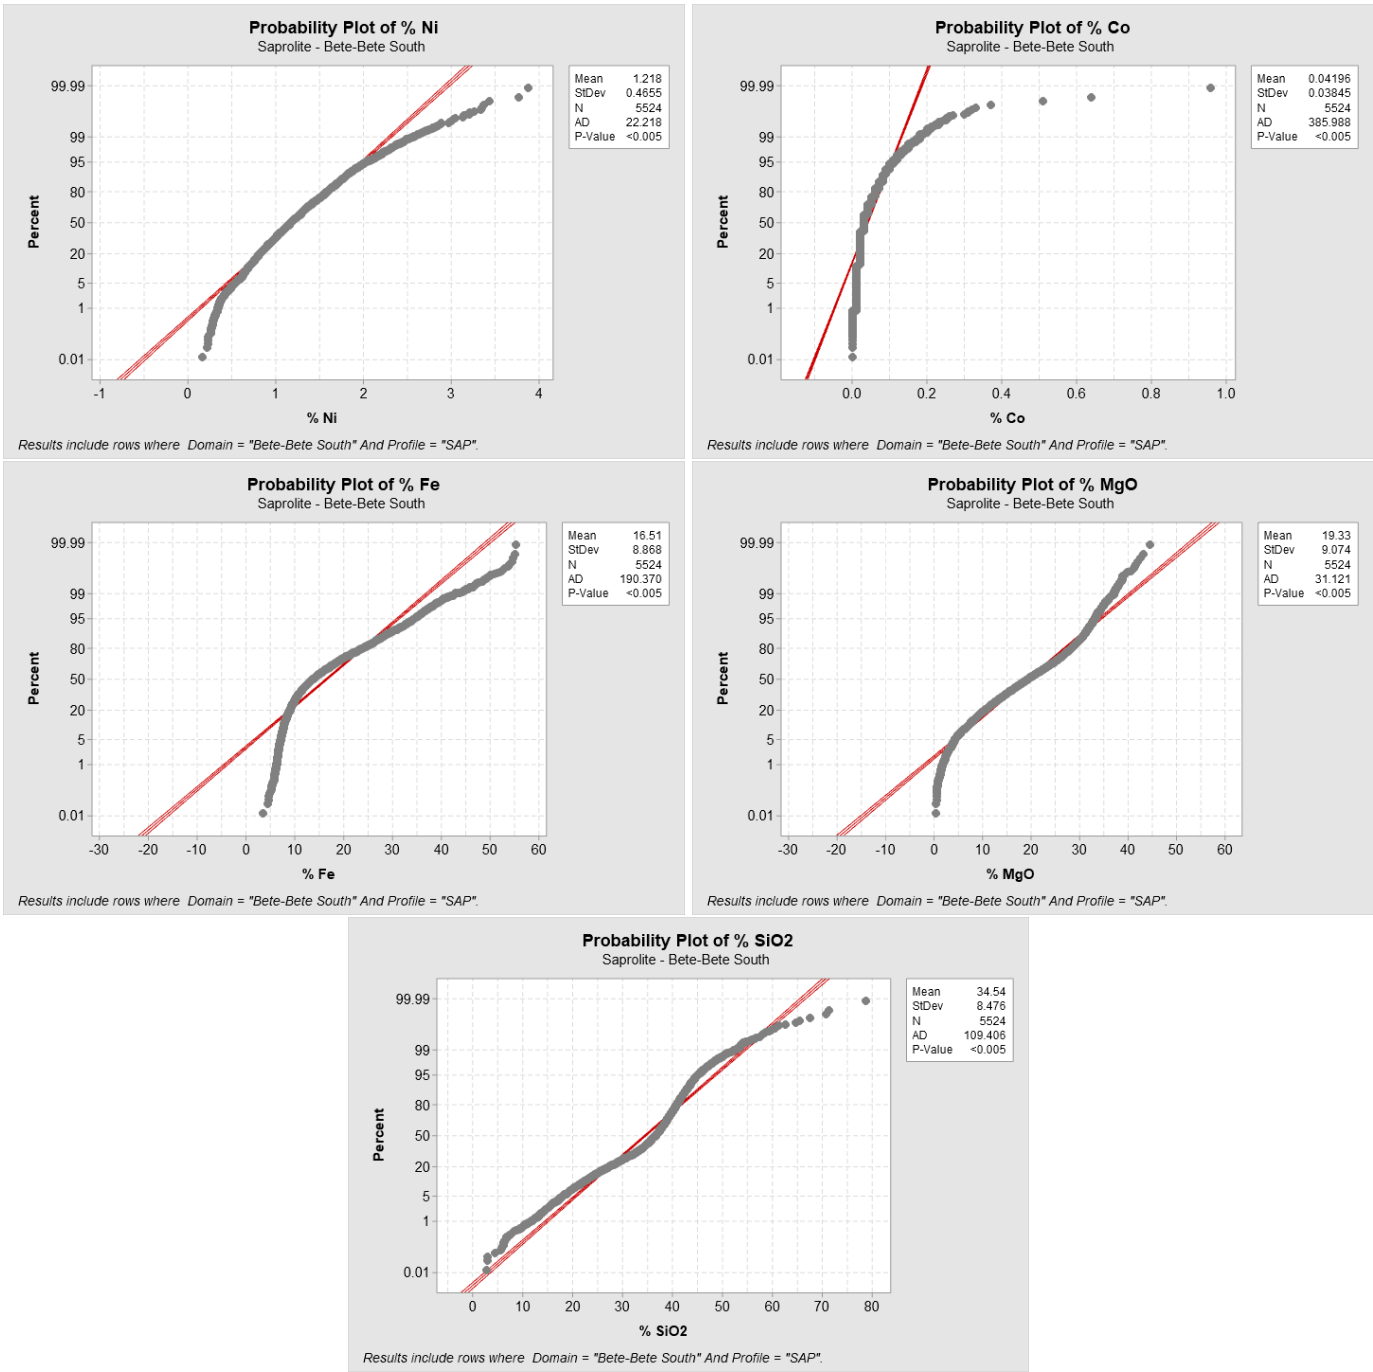 Probability Plot of % Ni
Saprolite - Bete-Bete South
Mean 1.218
StDev 0.4655
N 5524
AD 22.218
P-Value <0.005
99.99
99
95
80
50
20
5
1
0.01
Percent
-1 0 1 2 3 4
% Ni
Results include rows where Domain = "Bete-Bete South" And Profile = "SAP".
Probability Plot of % Co
Saprolite - Bete-Bete South
Mean 0.04196
StDev 0.03845
N 5524
AD 385.988
P-Value <0.005
99.99
99
95
80
50
20
5
1
0.01
Percent
0.0 0.2 0.4 0.6 0.8 1.0
% Co
Results include rows where Domain = "Bete-Bete South" And Profile = "SAP".
Probability Plot of % Fe
Saprolite - Bete-Bete South
Mean 16.51
StDev 8.868
N 5524
AD 190.370
P-Value <0.005
99.99
99
95
80
50
20
5
1
0.01
Percent
-30 -20 -10 0 10 20 30 40 50 60
% Fe
Results include rows where Domain = "Bete-Bete South" And Profile = "SAP".
Probability Plot of % MgO
Saprolite - Bete-Bete South
Mean 19.33
StDev 9.074
N 5524
AD 31.121
P-Value <0.005
99.99
99
95
80
50
20
5
1
0.01
Percent
-30 -20 -10 0 10 20 30 40 50 60
% MgO
Results include rows where Domain = "Bete-Bete South" And Profile = "SAP".
Probability Plot of % SiO2
Saprolite - Bete-Bete South
Mean 34.54
StDev 8.476
N 5524
AD 109.406
P-Value <0.005
99.99
99
95
80
50
20
5
1
0.01
Percent
0 10 20 30 40 50 60 70 80
% SiO2
Results include rows where Domain = "Bete-Bete South" And Profile = "SAP".